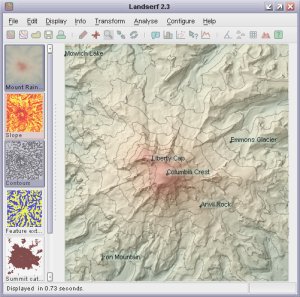 Landserf 2.3
File Edit Display Info Transform Analyse Configure Help
Mount Rain...
Slope
Contours
Feature ext...
Summit cat...
Mowich Lake
Emmons Glacier
Liberty Cap
Columbia Crest
Anvil Rock
Iron Mountain
Displayed in 0.73 seconds.